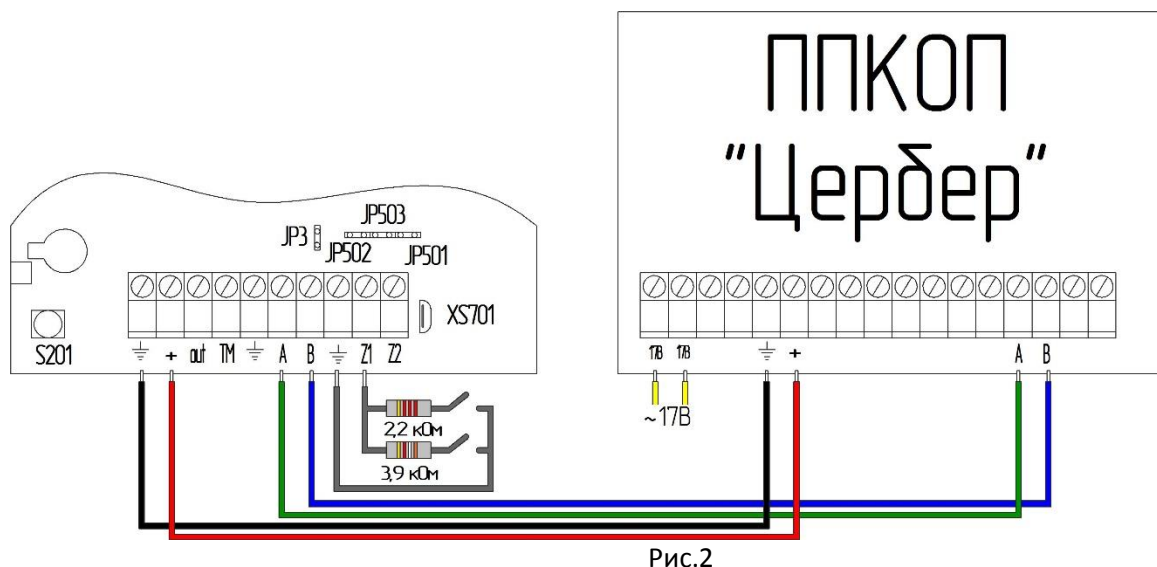 ППКОП
"Цербер"
JP503
JP3
JP502 JP501
XS701
S201
+ out TM A B Z1 Z2
17В 17В + A B
~17В
2,2 кОм
3,9 кОм
Рис.2